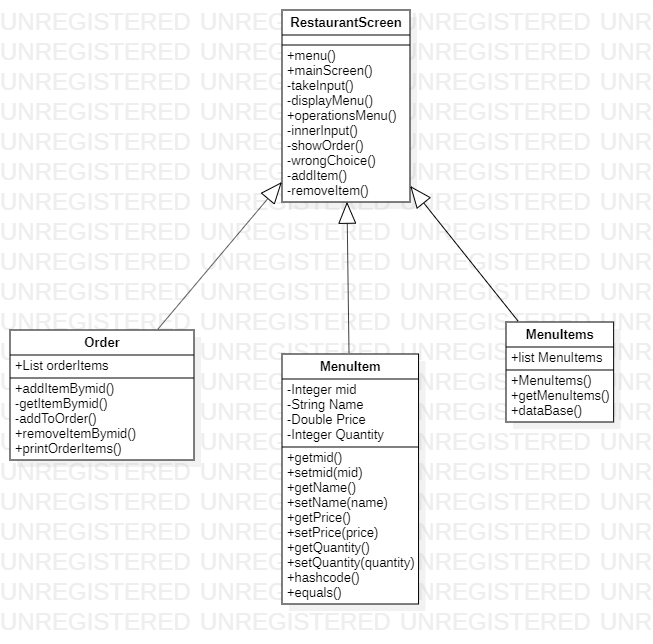 RestaurantScreen
+menu()
+mainScreen()
-takeInput()
-displayMenu()
+operationsMenu()
-innerInput()
-showOrder()
-wrongChoice()
-addItem()
-removeItem()
Order
+List orderItems
+addItemBymid()
-getItemBymid()
-addToOrder()
+removeItemBymid()
+printOrderItems()
MenuItem
-Integer mid
-String Name
-Double Price
-Integer Quantity
+getmid()
+setmid(mid)
+getName()
+setName(name)
+getPrice()
+setPrice(price)
+getQuantity()
+setQuantity(quantity)
+hashcode()
+equals()
MenuItems
+list MenuItems
+MenuItems()
+getMenuItems()
+dataBase()
UNREGISTERED UNREGISTERED UNREGISTERED UNR